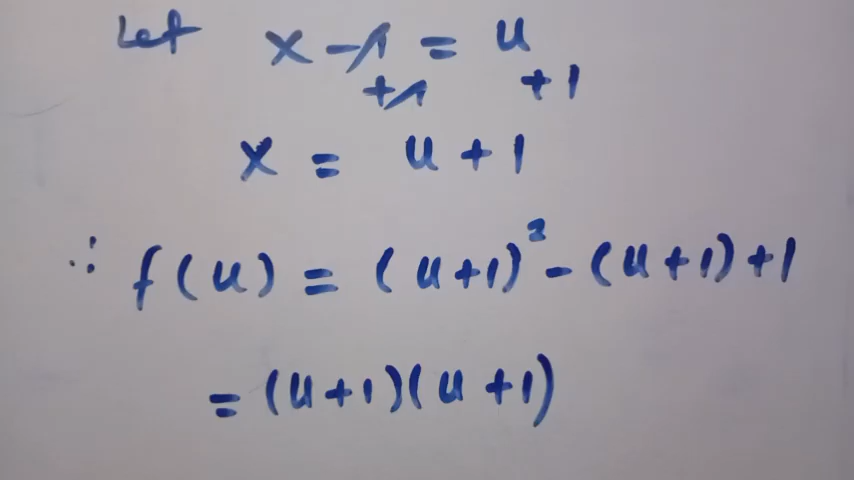 Let x - 1 = u
+1 +1
x = u + 1
∴ f(u) = (u+1)² - (u+1) + 1
= (u+1)(u+1)